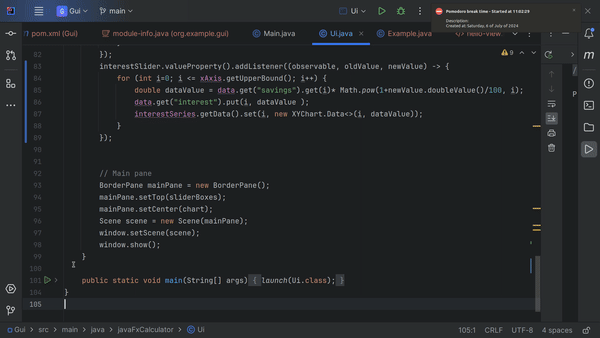 Gui
main
Ui
Pomodoro break time - Started at 11:02:29
Description:
Created at Saturday, 6 of July of 2024
pom.xml (Gui)
module-info.java (org.example.gui)
Main.java
Ui.java
Example.java
hello-view
82 });
83 interestSlider.valueProperty().addListener((observable, oldValue, newValue) -> {
84 for (int i=0; i <= xAxis.getUpperBound(); i++) {
85 double dataValue = data.get("savings").get(i)* Math.pow(1+newValue.doubleValue()/100, i);
86 data.get("interest").put(i, dataValue );
87 interestSeries.getData().set(i, new XYChart.Data<>(i, dataValue));
88 }
89 });
90
91
92 // Main pane
93 BorderPane mainPane = new BorderPane();
94 mainPane.setTop(sliderBoxes);
95 mainPane.setCenter(chart);
96 Scene scene = new Scene(mainPane);
97 window.setScene(scene);
98 window.show();
99 }
100
101 public static void main(String[] args) { launch(Ui.class); }
104 }
105
9
Gui > src > main > java > javaFxCalculator > Ui
105:1 CRLF UTF-8 4 spaces